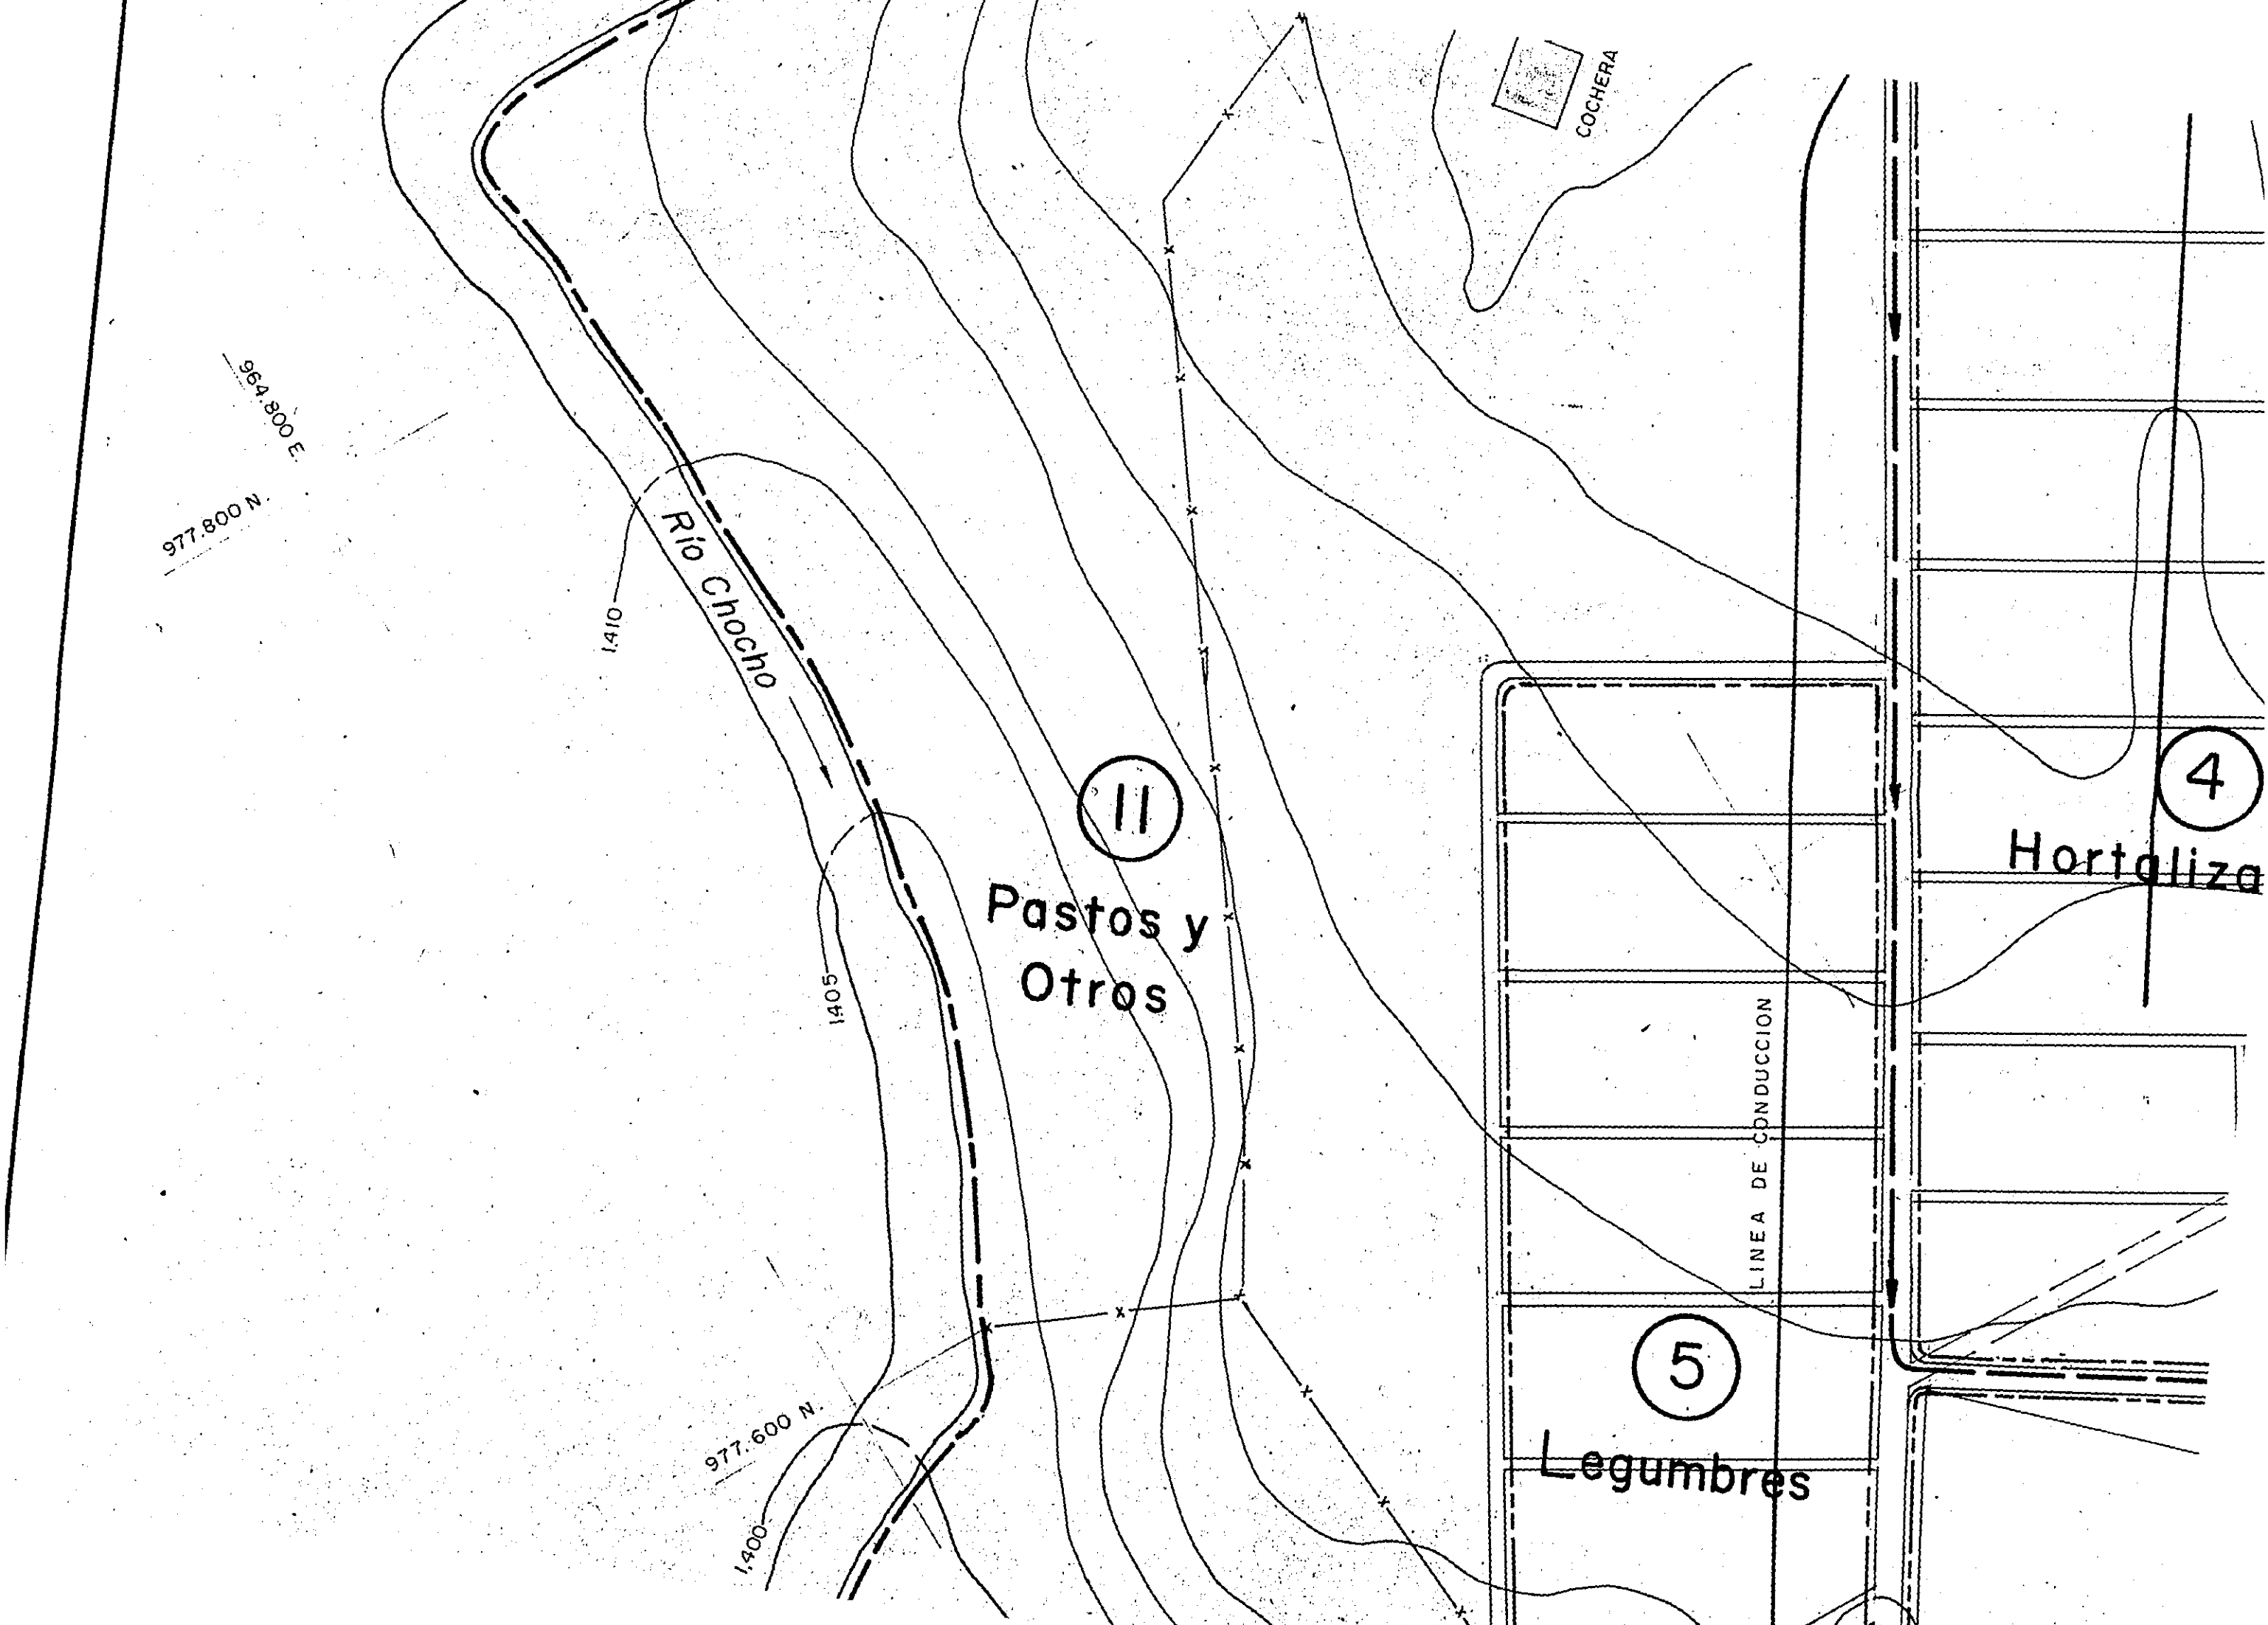 COCHERA
964.800 E.
977.800 N.
1.410
Río Chocho
11
Pastos y
Otros
4
Hortaliza
1.405
LINEA DE CONDUCCION
5
Legumbres
977.600 N.
1.400